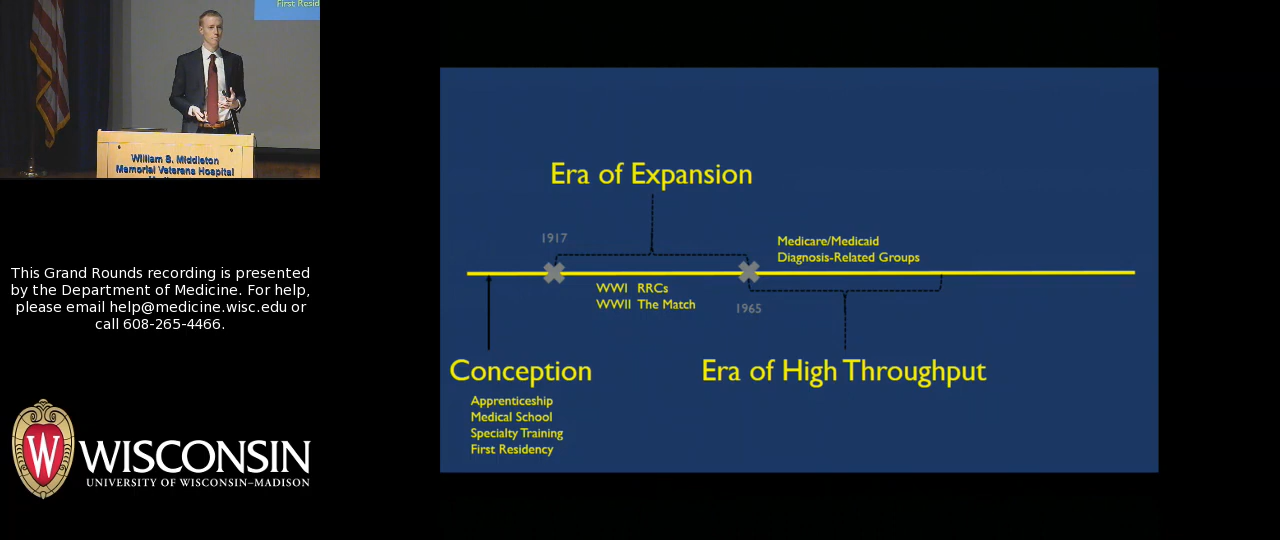 First Resid
William S. Middleton
Memorial Veterans Hospital
This Grand Rounds recording is presented
by the Department of Medicine. For help,
please email help@medicine.wisc.edu or
call 608-265-4466.
W
WISCONSIN
UNIVERSITY OF WISCONSIN–MADISON
Era of Expansion
1917
Medicare/Medicaid
Diagnosis-Related Groups
WWI RRCs
WWII The Match
1965
Conception
Apprenticeship
Medical School
Specialty Training
First Residency
Era of High Throughput